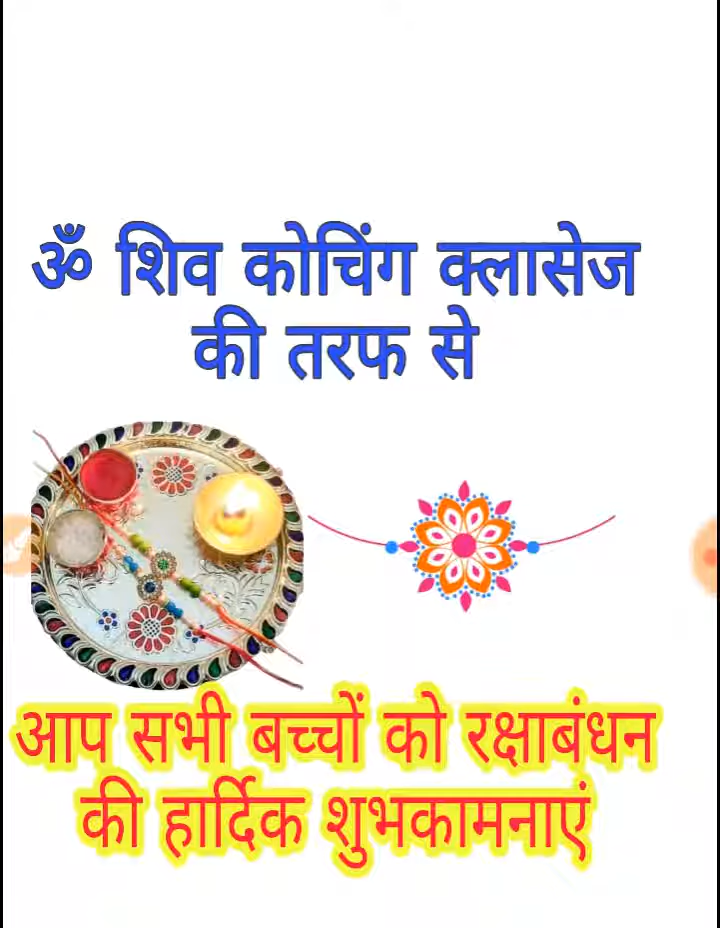 ॐ शिव कोचिंग क्लासेज
की तरफ से
आप सभी बच्चों को रक्षाबंधन
की हार्दिक शुभकामनाएं